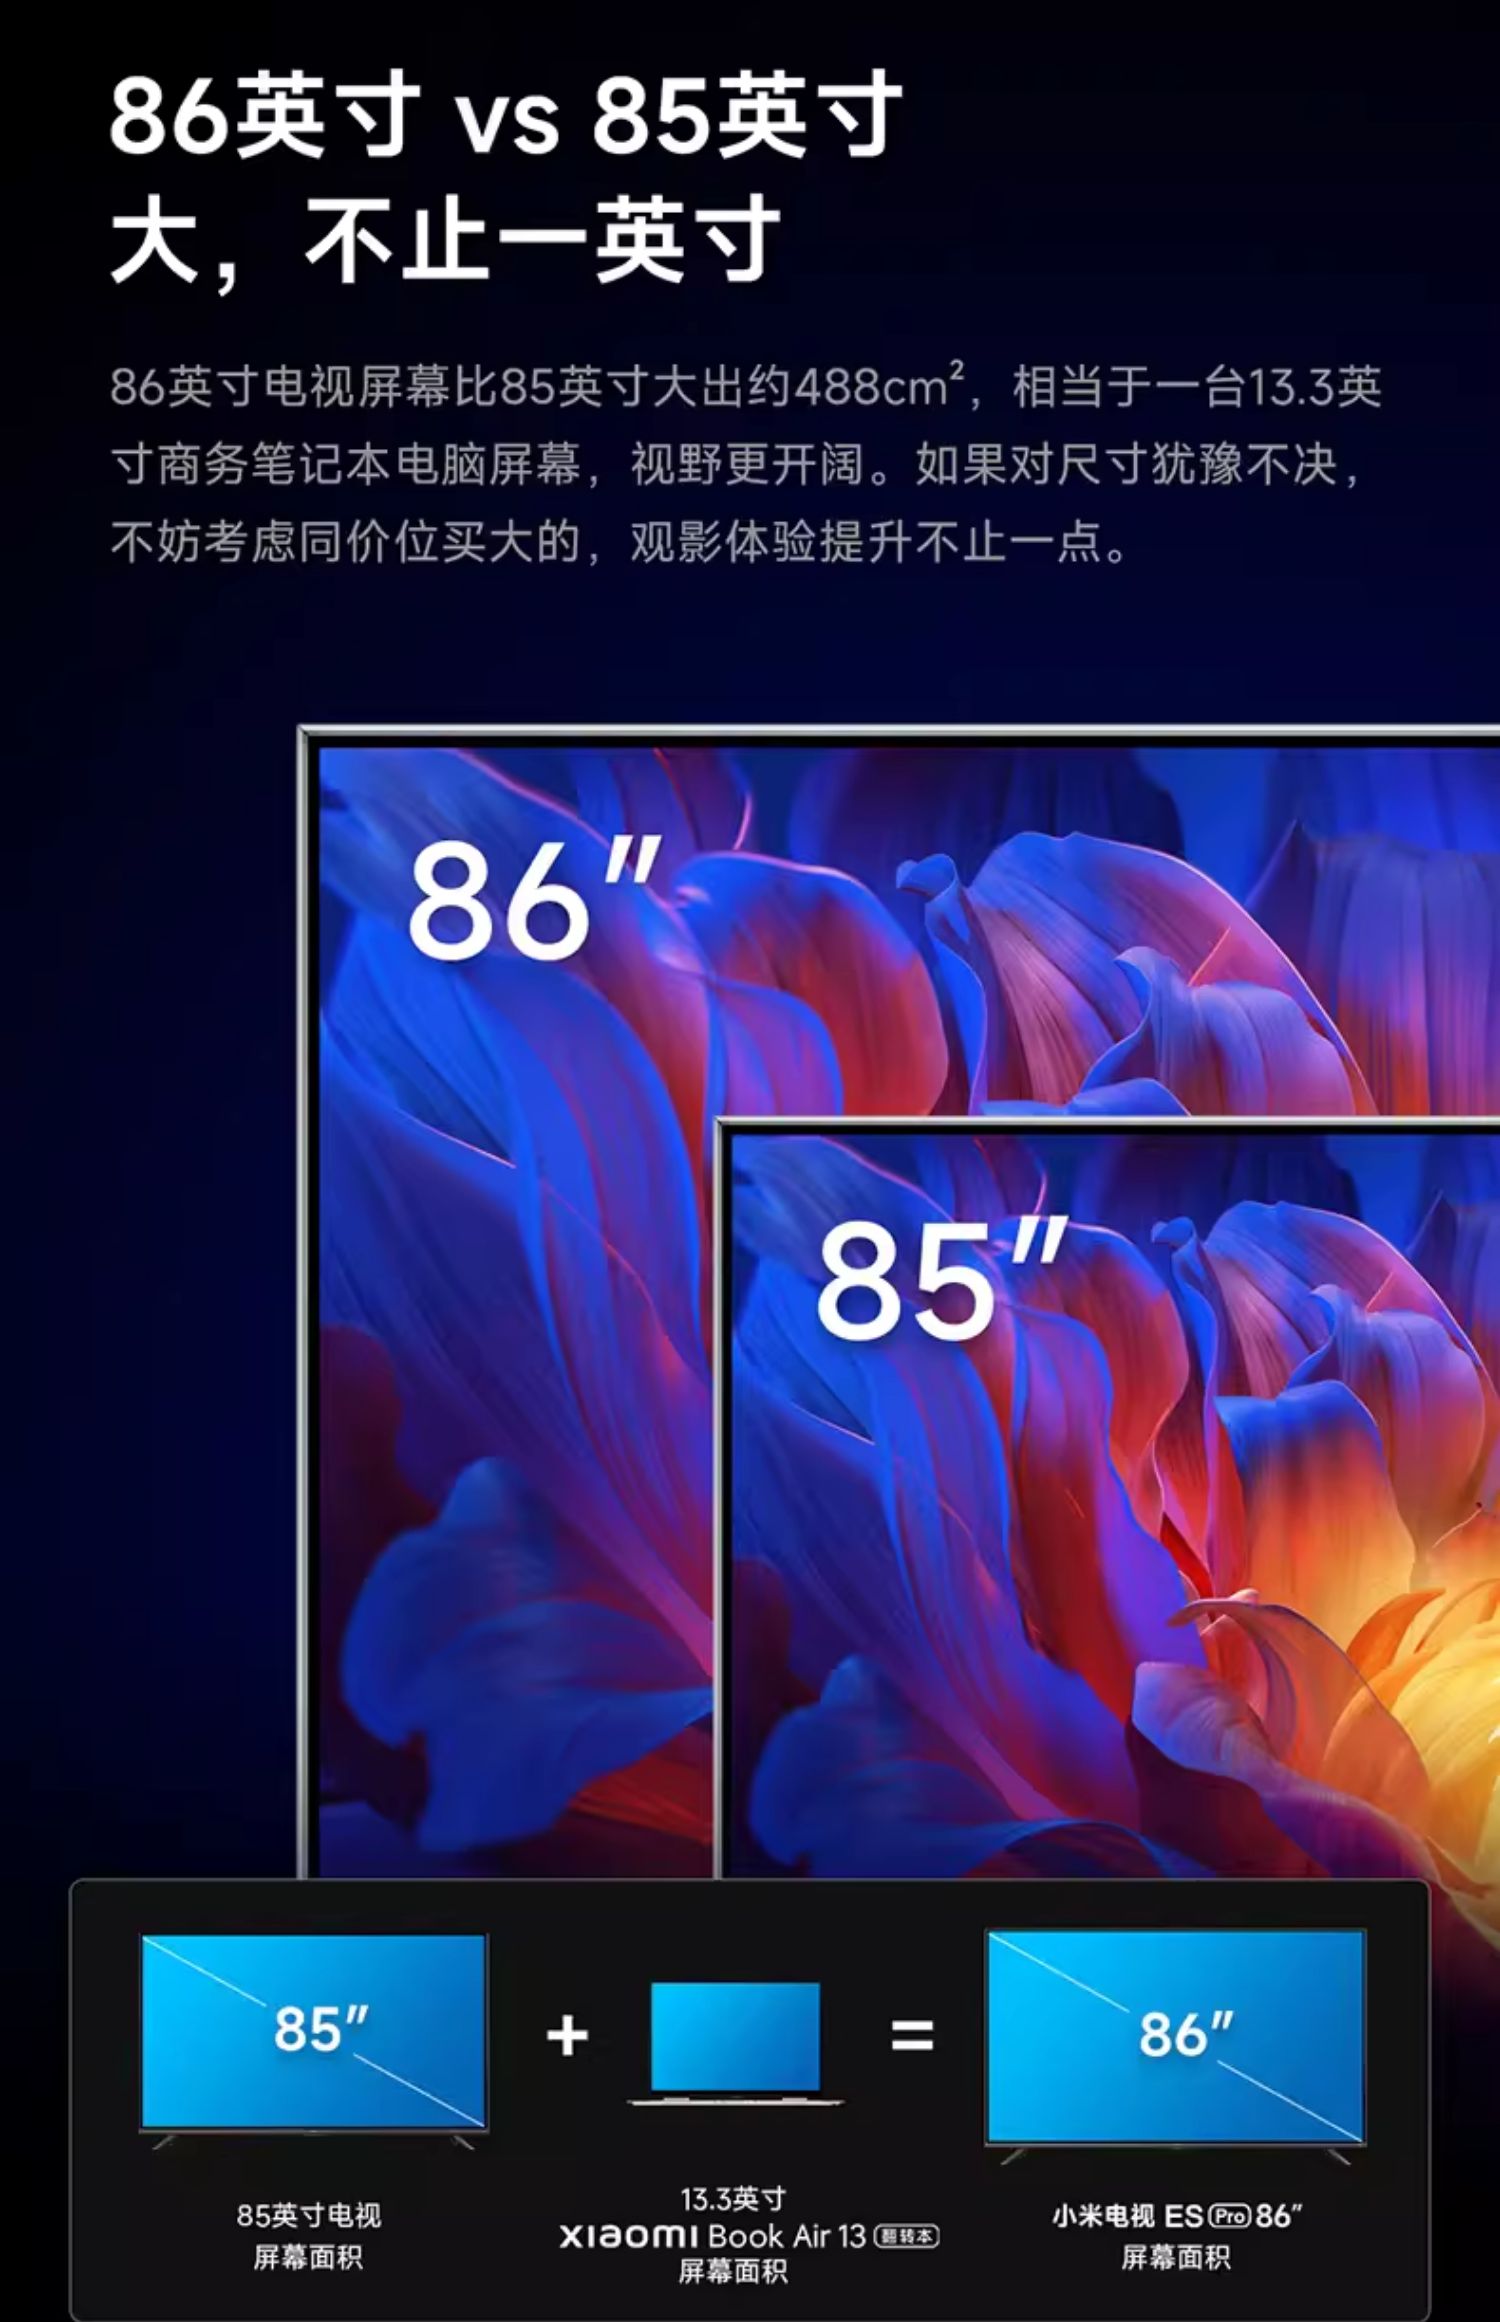 86英寸 vs 85英寸
大，不止一英寸
86英寸电视屏幕比85英寸大出约488cm²，相当于一台13.3英
寸商务笔记本电脑屏幕，视野更开阔。如果对尺寸犹豫不决，
不妨考虑同价位买大的，观影体验提升不止一点。
86″
85″
85″
+
=
86″
85英寸电视
屏幕面积
13.3英寸
xiaomi Book Air 13 翻转本
屏幕面积
小米电视 ES Pro 86″
屏幕面积